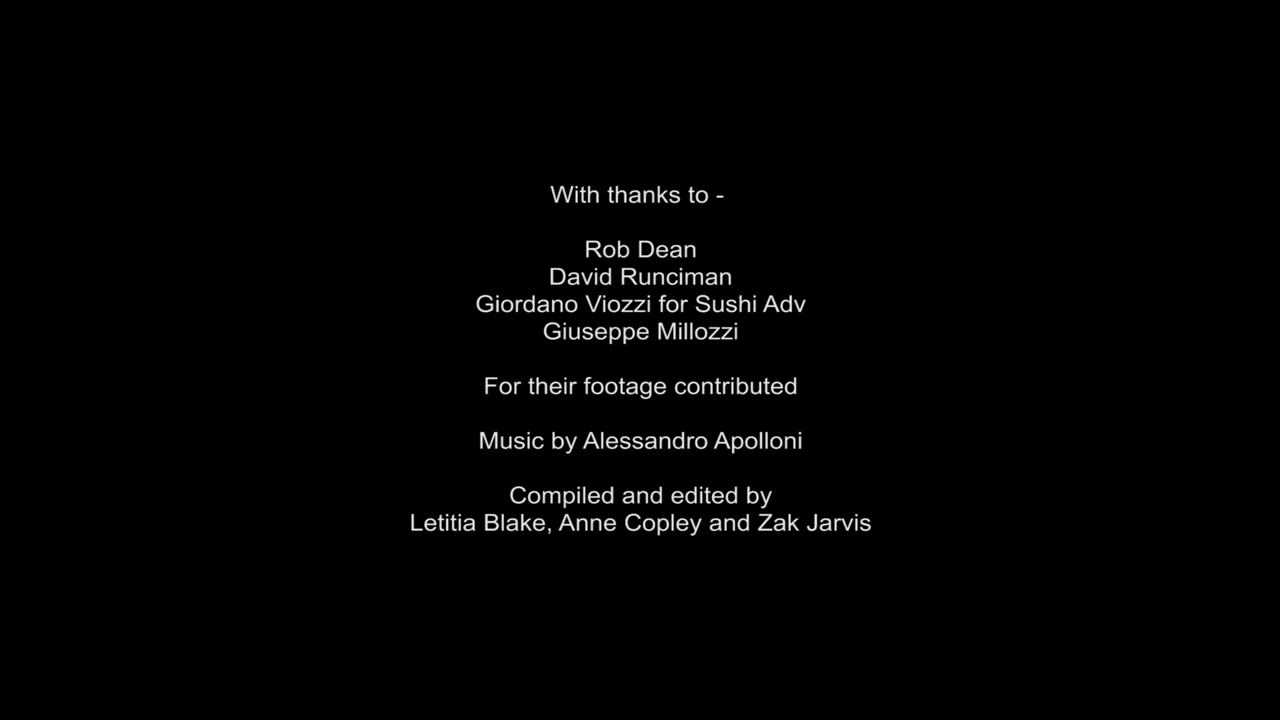 With thanks to -
Rob Dean
David Runciman
Giordano Viozzi for Sushi Adv
Giuseppe Millozzi
For their footage contributed
Music by Alessandro Apolloni
Compiled and edited by
Letitia Blake, Anne Copley and Zak Jarvis